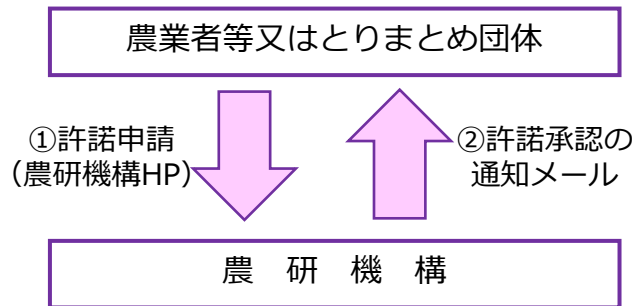 農業者等又はとりまとめ団体
①許諾申請
（農研機構HP）
②許諾承認の
通知メール
農　研　機　構